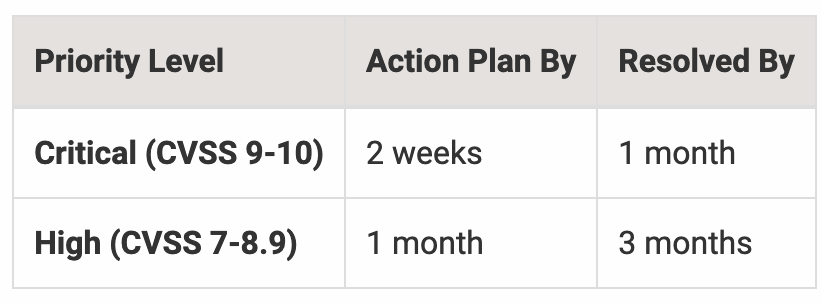 Priority Level Action Plan By Resolved By
Critical (CVSS 9-10) 2 weeks 1 month
High (CVSS 7-8.9) 1 month 3 months